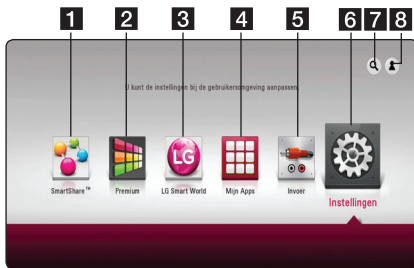 1 2 3 4 5 6 7 8
U kunt de instellingen bij de gebruikersomgeving aanpassen.
LG
SmartShare™ Premium LG Smart World Mijn Apps Invoer
Instellingen